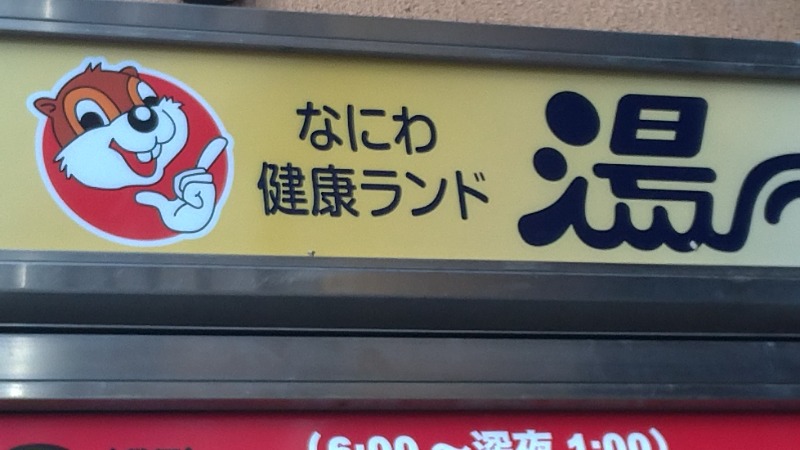 なにわ
健康ランド
湯
(6:00～深夜1:00)